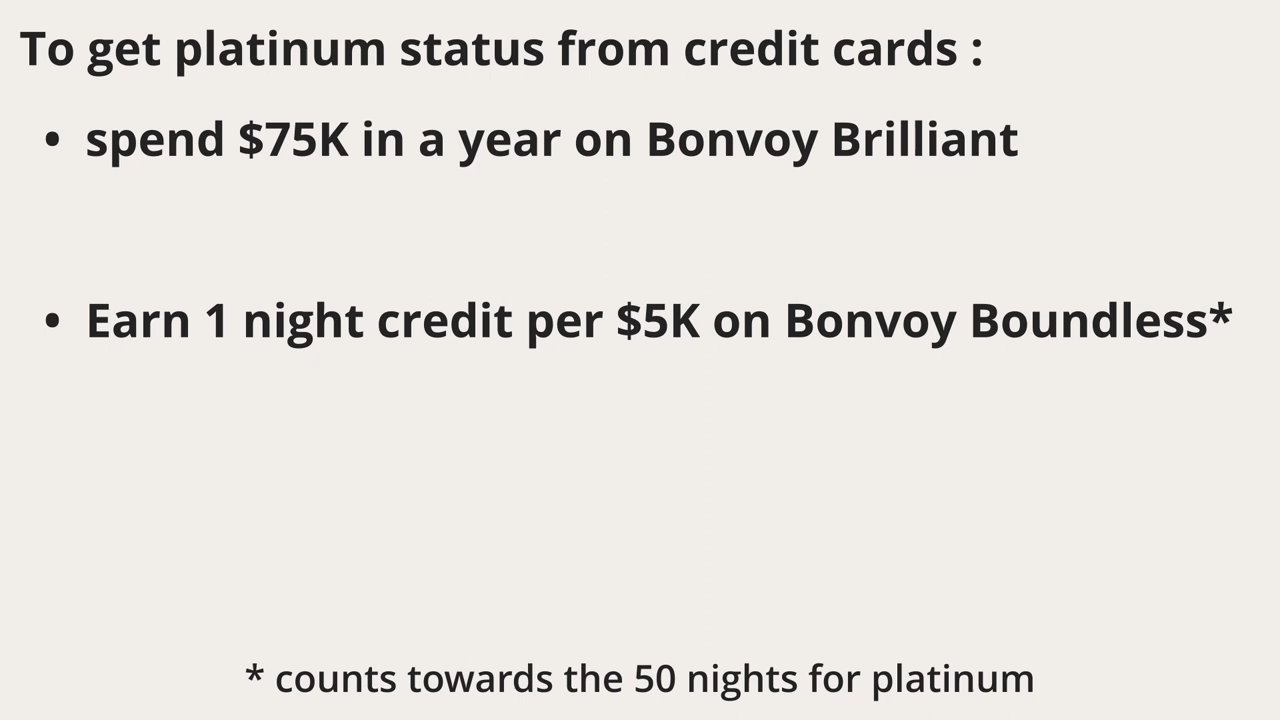 To get platinum status from credit cards :
• spend $75K in a year on Bonvoy Brilliant
• Earn 1 night credit per $5K on Bonvoy Boundless*
* counts towards the 50 nights for platinum